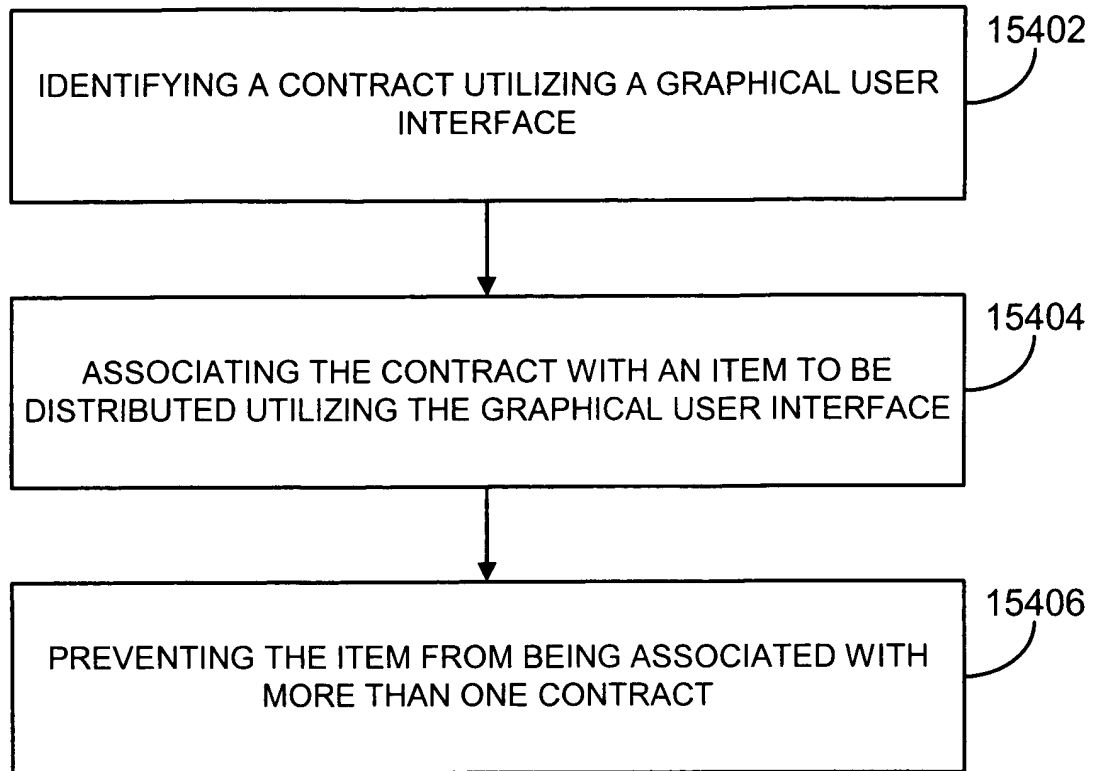 15402
IDENTIFYING A CONTRACT UTILIZING A GRAPHICAL USER
INTERFACE
15404
ASSOCIATING THE CONTRACT WITH AN ITEM TO BE
DISTRIBUTED UTILIZING THE GRAPHICAL USER INTERFACE
15406
PREVENTING THE ITEM FROM BEING ASSOCIATED WITH
MORE THAN ONE CONTRACT